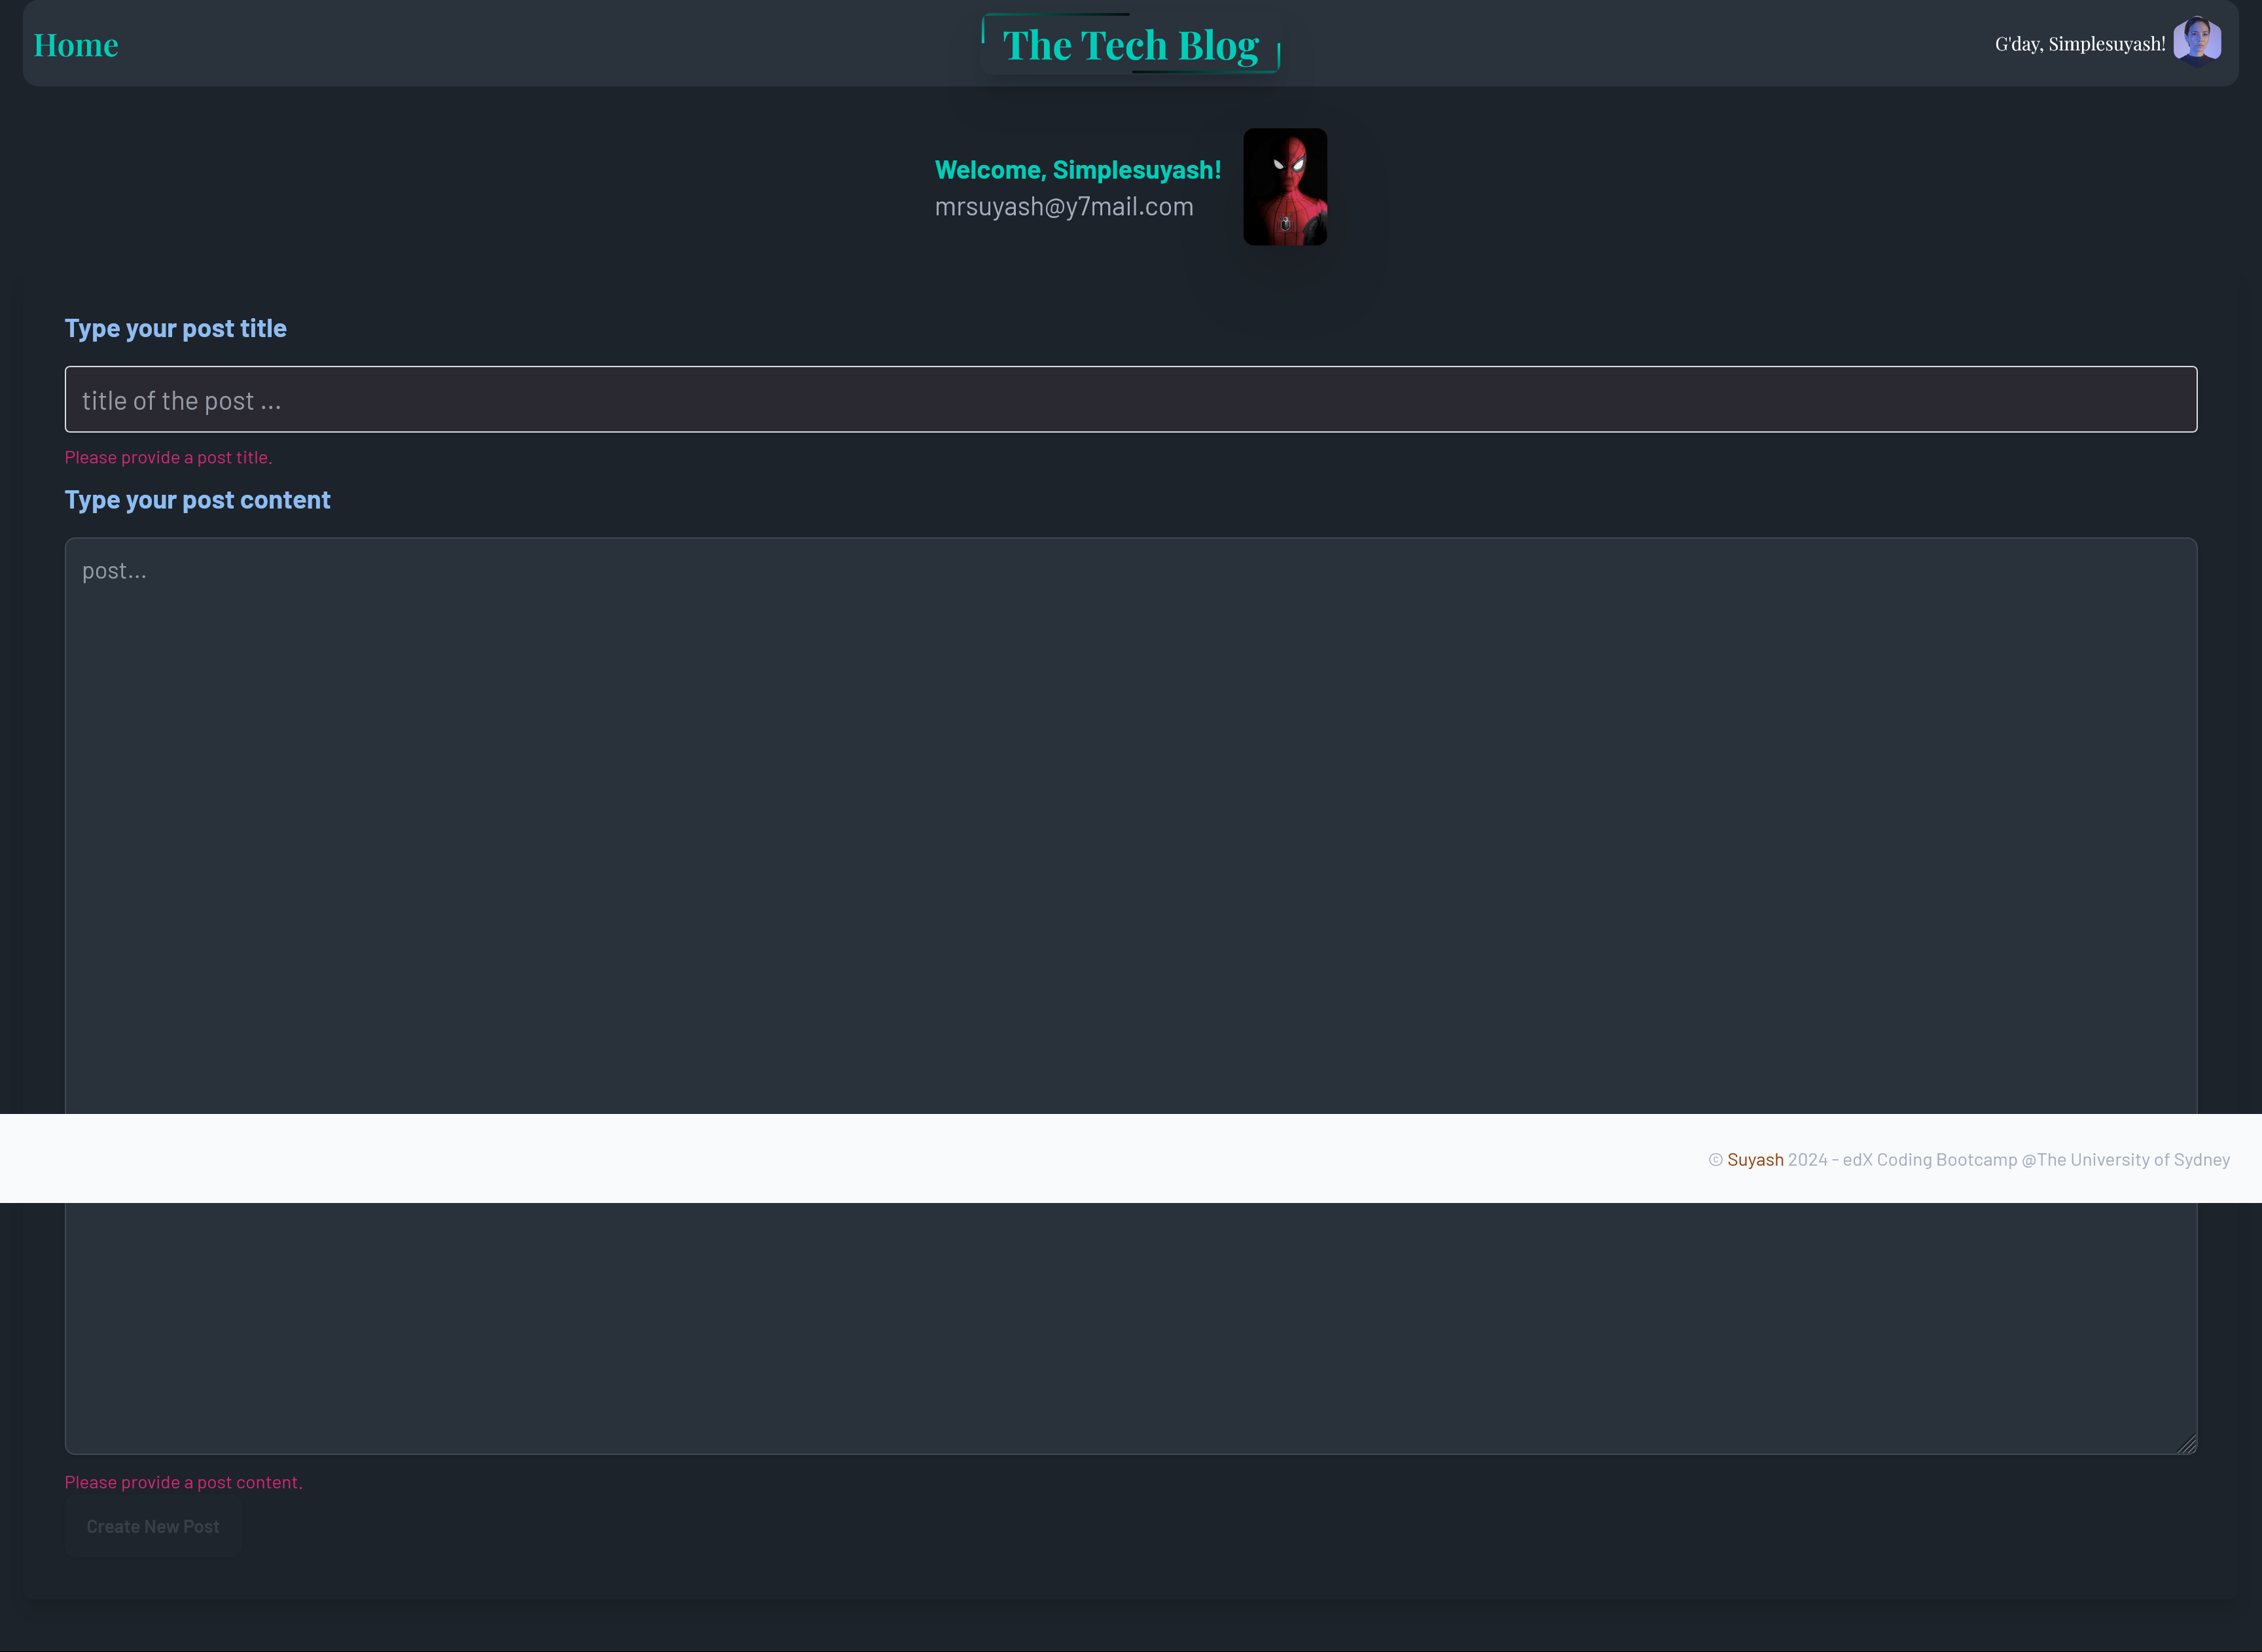 Home
The Tech Blog
G'day, Simplesuyash!
Welcome, Simplesuyash!
mrsuyash@y7mail.com
Type your post title
title of the post ...
Please provide a post title.
Type your post content
post...
© Suyash 2024 - edX Coding Bootcamp @The University of Sydney
Please provide a post content.
Create New Post